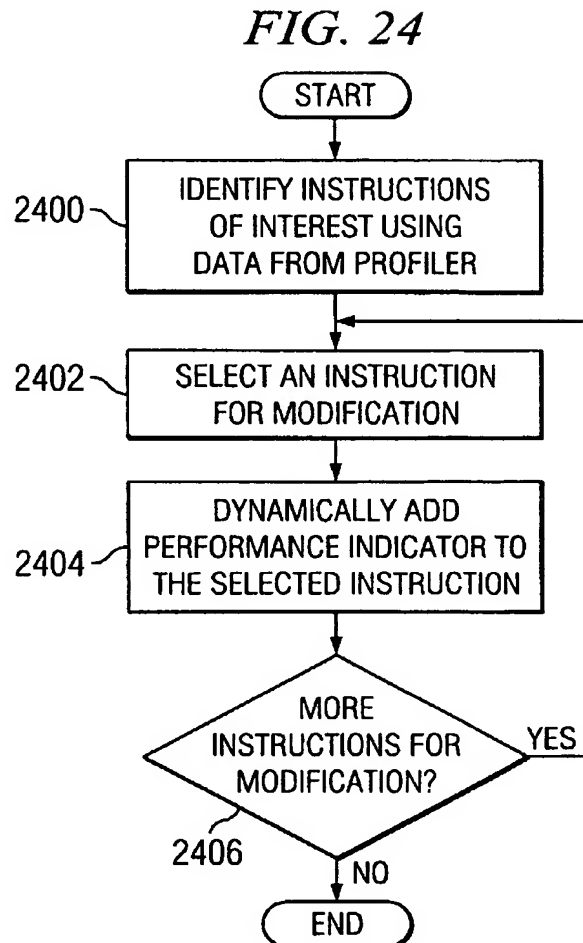 FIG. 24
START
2400
IDENTIFY INSTRUCTIONS
OF INTEREST USING
DATA FROM PROFILER
2402
SELECT AN INSTRUCTION
FOR MODIFICATION
2404
DYNAMICALLY ADD
PERFORMANCE INDICATOR TO
THE SELECTED INSTRUCTION
MORE
INSTRUCTIONS FOR
MODIFICATION?
YES
2406
NO
END